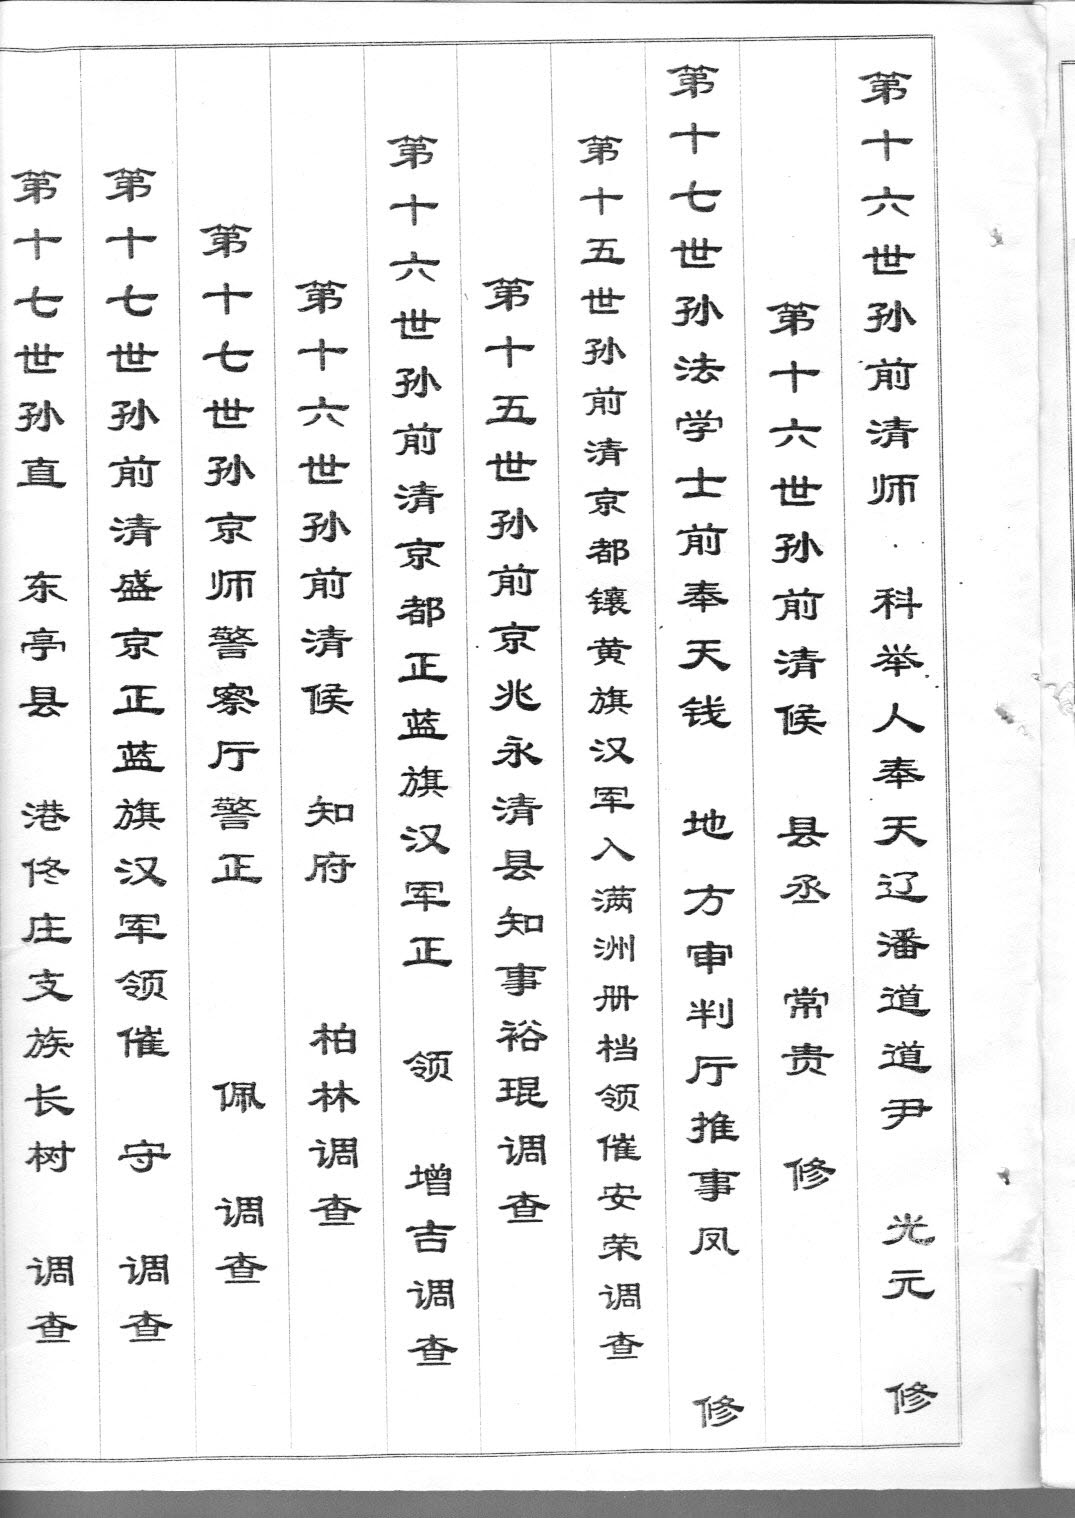 第十六世孙前清师 科举人奉天辽潘道道尹 光元 修
第十六世孙前清候 县丞 常贵 修
第十七世孙法学士前奉天钱 地方审判厅推事凤 修
第十五世孙前清京都镶黄旗汉军入满洲册档领催安荣调查
第十五世孙前京兆永清县知事裕琨调查
第十六世孙前清京都正蓝旗汉军正 领 增吉调查
第十六世孙前清候 知府 柏林调查
第十七世孙京师警察厅警正 佩 调查
第十七世孙前清盛京正蓝旗汉军领催 守 调查
第十七世孙直 东亭县 港佟庄支族长树 调查